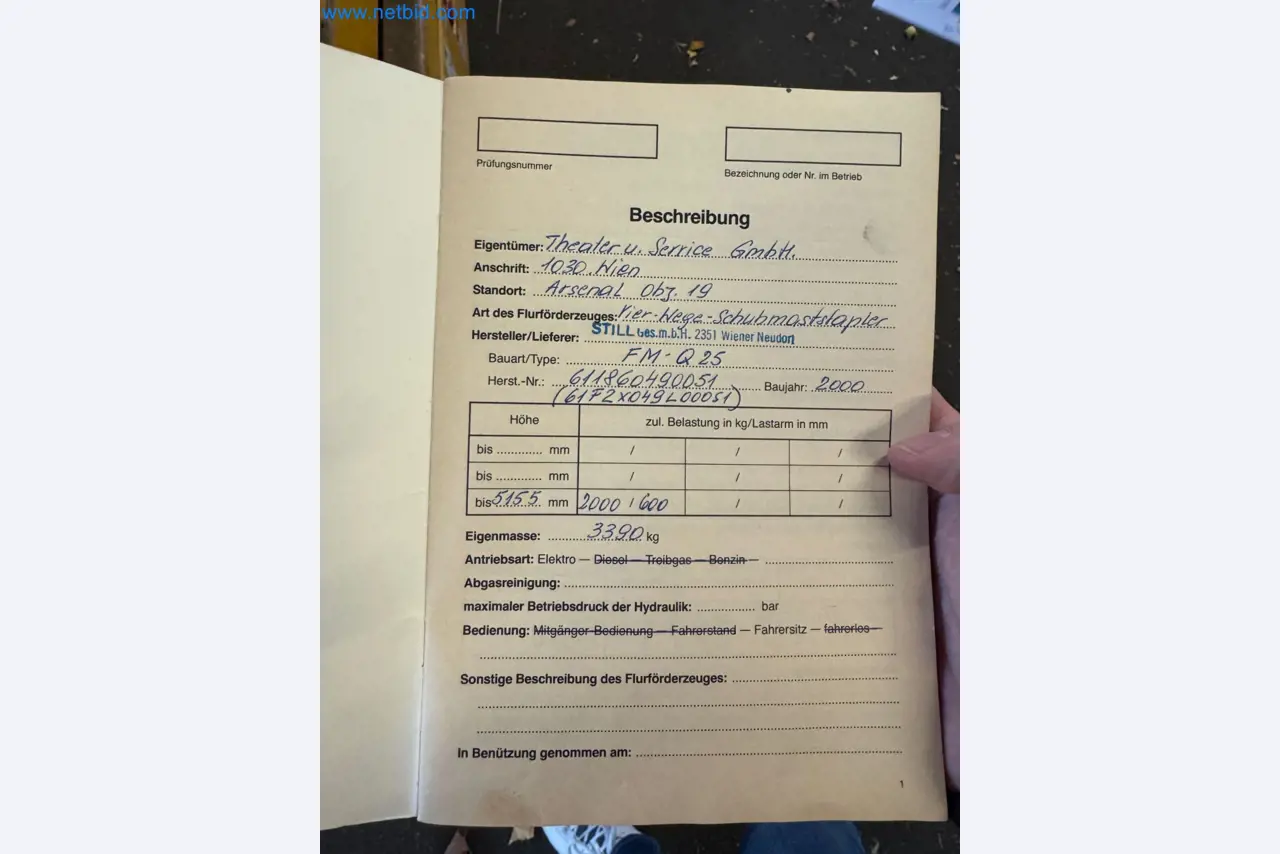 www.netbid.com
Prüfungsnummer
Bezeichnung oder Nr. im Betrieb
Beschreibung
Eigentümer: Theater u. Service GmbH.
Anschrift: 1030 Wien
Standort: Arsenal Obj. 19
Art des Flurförderzeuges: Vier-Wege-Schubmaststapler
Hersteller/Lieferer: STILL Ges.m.b.H. 2351 Wiener Neudorf
Bauart/Type: FM-Q25
Herst.-Nr.: 611860490051 Baujahr: 2000
(61F2X049L00051)
Höhe zul. Belastung in kg/Lastarm in mm
bis ............. mm / / /
bis ............. mm / / /
bis 5155 mm 2000 / 600 / /
Eigenmasse: 3390 kg
Antriebsart: Elektro — Diesel — Treibgas — Benzin —
Abgasreinigung:
maximaler Betriebsdruck der Hydraulik: ................ bar
Bedienung: Mitgänger-Bedienung — Fahrerstand — Fahrersitz — fahrerlos —
Sonstige Beschreibung des Flurförderzeuges:
in Benützung genommen am:
1